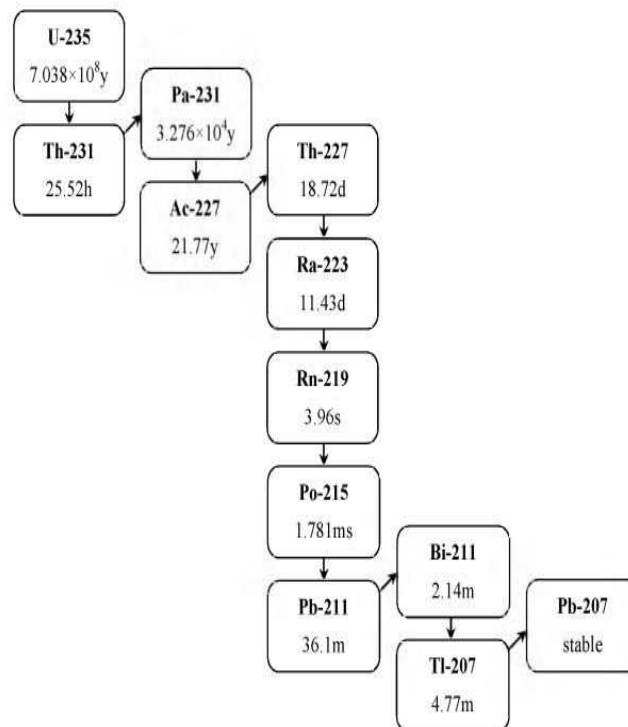 U-235
7.038×10⁸y
Th-231
25.52h
Pa-231
3.276×10⁴y
Ac-227
21.77y
Th-227
18.72d
Ra-223
11.43d
Rn-219
3.96s
Po-215
1.781ms
Pb-211
36.1m
Bi-211
2.14m
Tl-207
4.77m
Pb-207
stable